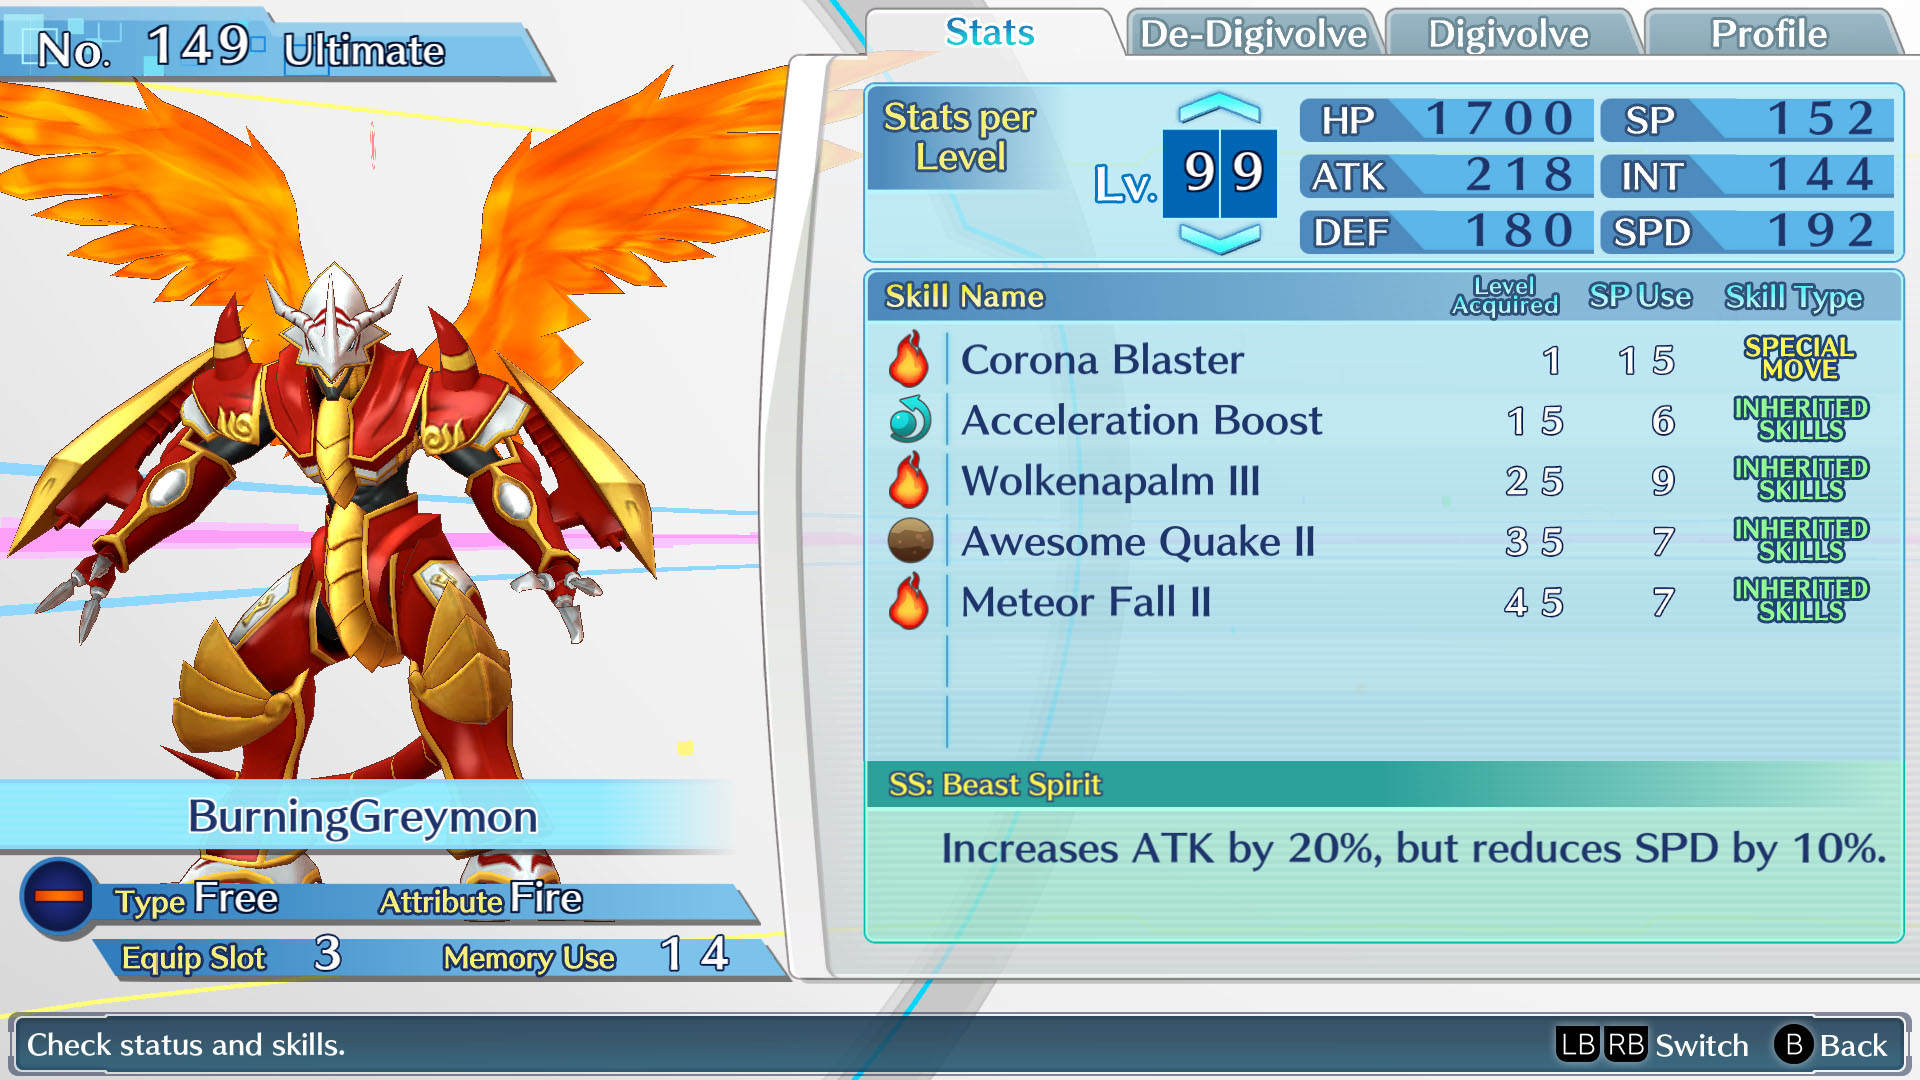 No. 149 Ultimate
Stats De-Digivolve Digivolve Profile
Stats per
Level
Lv. 99
HP 1700 SP 152
ATK 218 INT 144
DEF 180 SPD 192
Skill Name Level Acquired SP Use Skill Type
Corona Blaster 1 15 SPECIAL MOVE
Acceleration Boost 15 6 INHERITED SKILLS
Wolkenapalm III 25 9 INHERITED SKILLS
Awesome Quake II 35 7 INHERITED SKILLS
Meteor Fall II 45 7 INHERITED SKILLS
SS: Beast Spirit
Increases ATK by 20%, but reduces SPD by 10%.
BurningGreymon
Type Free Attribute Fire
Equip Slot 3 Memory Use 14
Check status and skills.
LB RB Switch B Back